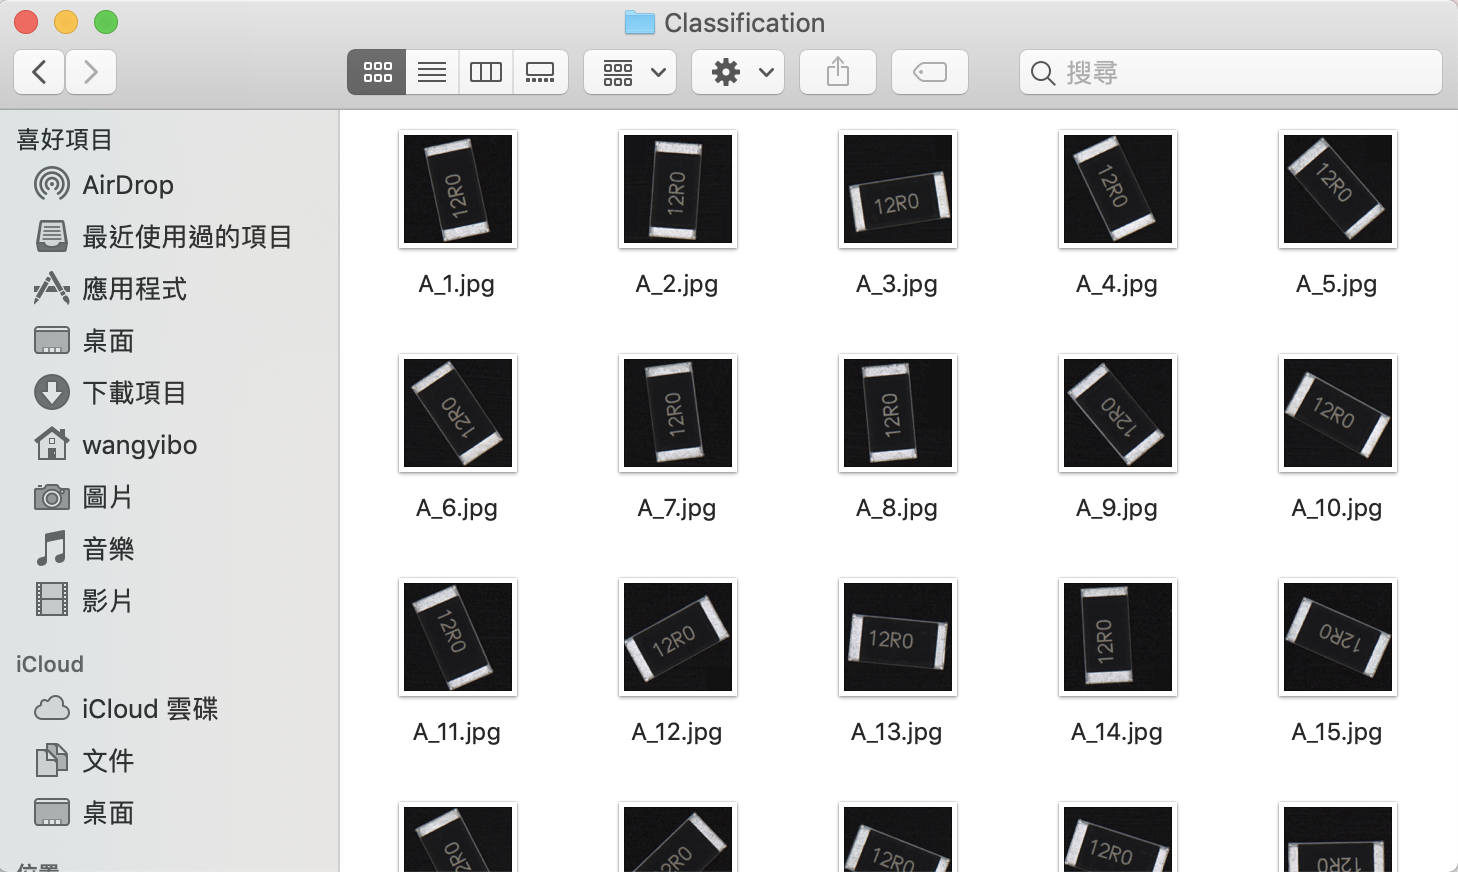 Classification
搜尋
喜好項目
AirDrop
最近使用過的項目
應用程式
桌面
下載項目
wangyibo
圖片
音樂
影片
iCloud
iCloud 雲碟
文件
桌面
位置
12R0 12R0 12R0 12R0 12R0
A_1.jpg A_2.jpg A_3.jpg A_4.jpg A_5.jpg
12R0 12R0 12R0 12R0 12R0
A_6.jpg A_7.jpg A_8.jpg A_9.jpg A_10.jpg
12R0 12R0 12R0 12R0 12R0
A_11.jpg A_12.jpg A_13.jpg A_14.jpg A_15.jpg
2R0 2R0 12R0 12R0 12R0